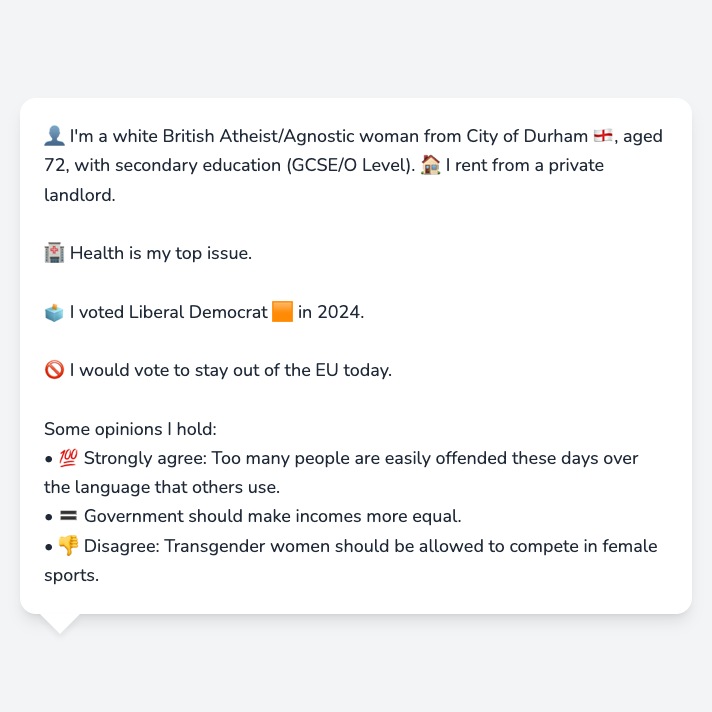 👤 I'm a white British Atheist/Agnostic woman from City of Durham 🏴󠁧󠁢󠁥󠁮󠁧󠁿, aged
72, with secondary education (GCSE/O Level). 🏠 I rent from a private
landlord.
🏥 Health is my top issue.
🗳️ I voted Liberal Democrat 🟧 in 2024.
🚫 I would vote to stay out of the EU today.
Some opinions I hold:
• 💯 Strongly agree: Too many people are easily offended these days over
the language that others use.
• 🟰 Government should make incomes more equal.
• 👎 Disagree: Transgender women should be allowed to compete in female
sports.